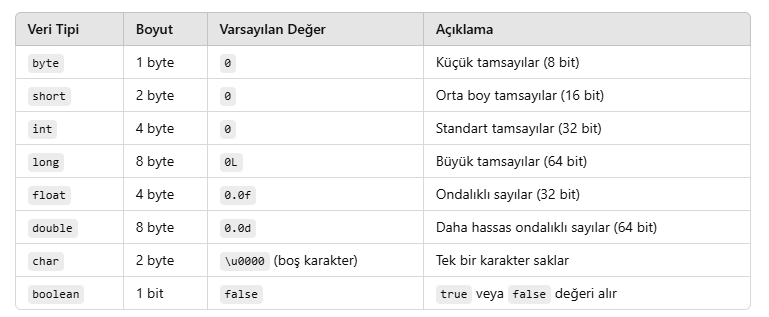 Veri Tipi Boyut Varsayılan Değer Açıklama
byte 1 byte 0 Küçük tamsayılar (8 bit)
short 2 byte 0 Orta boy tamsayılar (16 bit)
int 4 byte 0 Standart tamsayılar (32 bit)
long 8 byte 0L Büyük tamsayılar (64 bit)
float 4 byte 0.0f Ondalıklı sayılar (32 bit)
double 8 byte 0.0d Daha hassas ondalıklı sayılar (64 bit)
char 2 byte \u0000 (boş karakter) Tek bir karakter saklar
boolean 1 bit false true veya false değeri alır